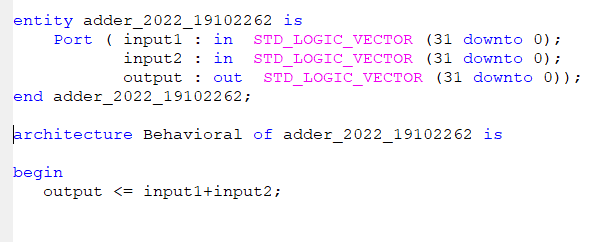 entity adder_2022_19102262 is
    Port ( input1 : in  STD_LOGIC_VECTOR (31 downto 0);
           input2 : in  STD_LOGIC_VECTOR (31 downto 0);
           output : out  STD_LOGIC_VECTOR (31 downto 0));
end adder_2022_19102262;
architecture Behavioral of adder_2022_19102262 is
begin
   output <= input1+input2;